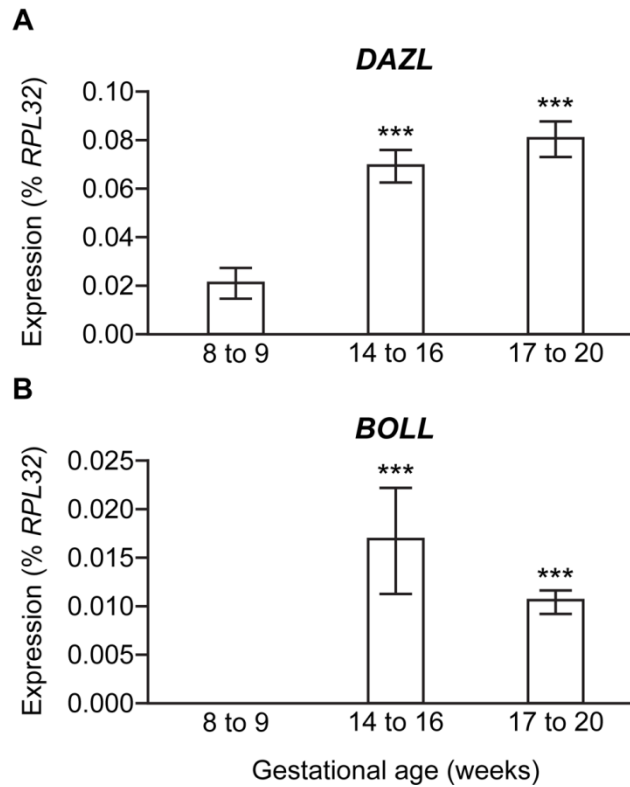 A
DAZL
Expression (% RPL32)
0.10
0.08
0.06
0.04
0.02
0.00
***
***
8 to 9 14 to 16 17 to 20
B
BOLL
Expression (% RPL32)
0.025
0.020
0.015
0.010
0.005
0.000
***
***
8 to 9 14 to 16 17 to 20
Gestational age (weeks)